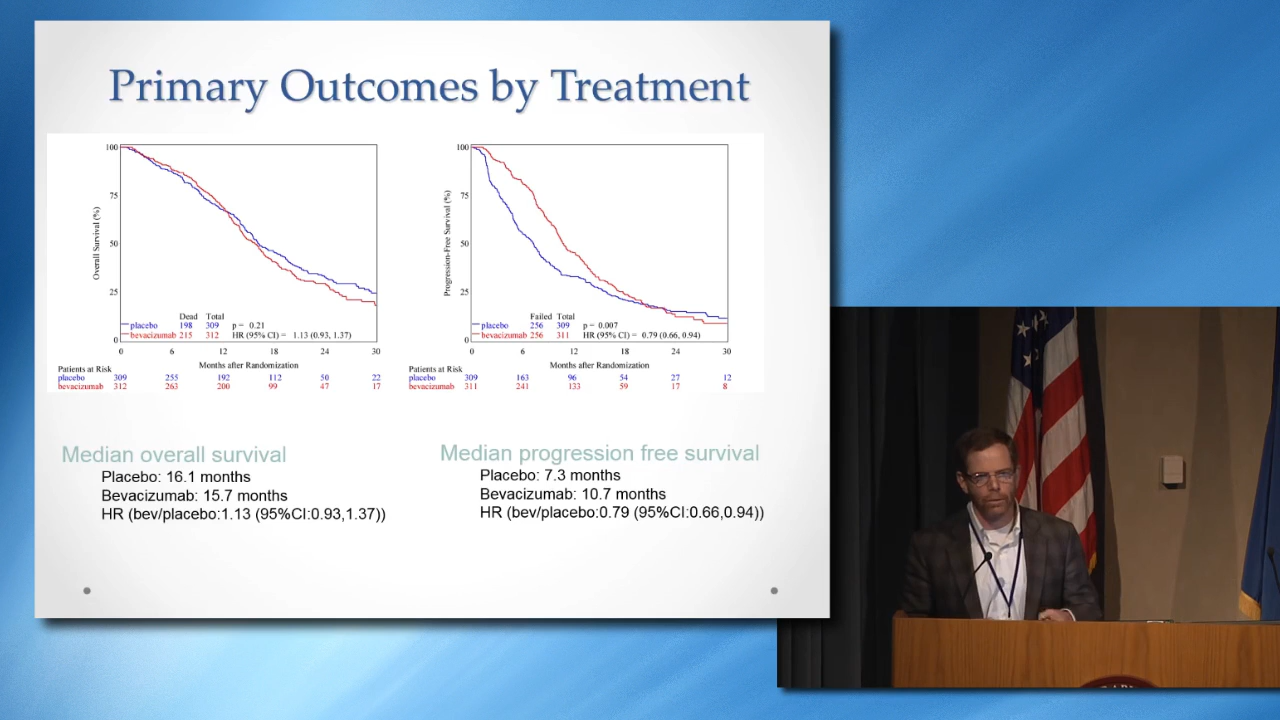 Primary Outcomes by Treatment
100
75
50
25
0
Overall Survival (%)
Dead Total
placebo 198 309 p = 0.21
bevacizumab 215 312 HR (95% CI) = 1.13 (0.93, 1.37)
0 6 12 18 24 30
Months after Randomization
Patients at Risk
placebo 309 255 192 112 50 22
bevacizumab 312 263 200 99 47 17
100
75
50
25
0
Progression-Free Survival (%)
Failed Total
placebo 256 309 p = 0.007
bevacizumab 256 311 HR (95% CI) = 0.79 (0.66, 0.94)
0 6 12 18 24 30
Months after Randomization
Patients at Risk
placebo 309 163 96 54 27 12
bevacizumab 311 241 133 59 17 8
Median overall survival
Placebo: 16.1 months
Bevacizumab: 15.7 months
HR (bev/placebo:1.13 (95%CI:0.93,1.37))
Median progression free survival
Placebo: 7.3 months
Bevacizumab: 10.7 months
HR (bev/placebo:0.79 (95%CI:0.66,0.94))